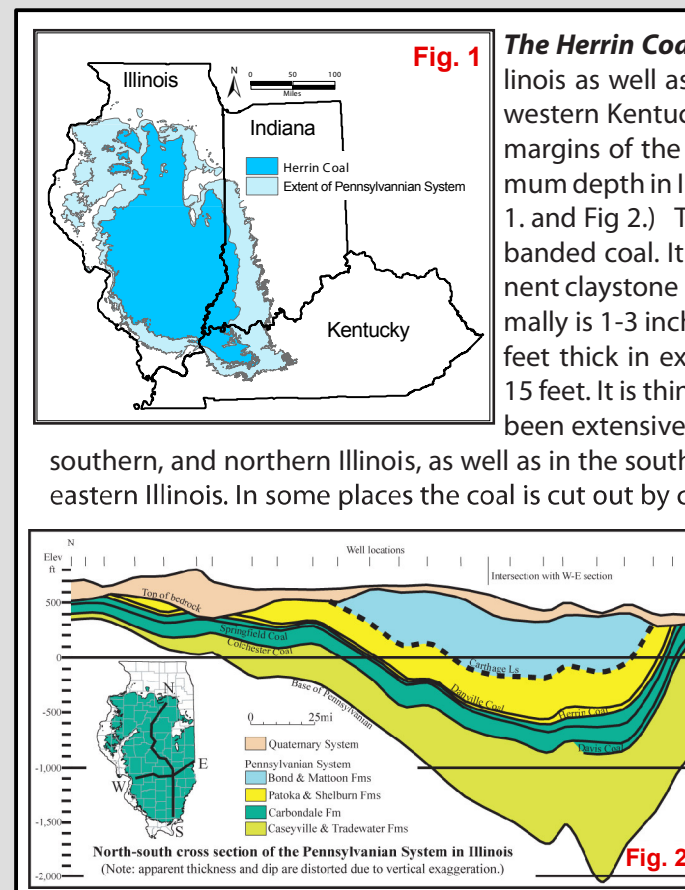 Fig. 1
Illinois
N
0 50 100
Miles
Indiana
Herrin Coal
Extent of Pennsylvannian System
Kentucky
The Herrin Coa
linois as well as
western Kentuc
margins of the
mum depth in I
1. and Fig 2.) T
banded coal. It
nent claystone
mally is 1-3 inch
feet thick in ex
15 feet. It is thin
been extensive
southern, and northern Illinois, as well as in the south
eastern Illinois. In some places the coal is cut out by c
N
Elev
ft
Well locations
Intersection with W-E section
Top of bedrock
500
Springfield Coal
Colchester Coal
0
Carthage Ls
Base of Pennsylvanian
Danville Coal
Herrin Coal
-500
Davis Coal
N
0 25mi
E
W
S
Quaternary System
Pennsylvanian System
Bond & Mattoon Fms
Patoka & Shelburn Fms
Carbondale Fm
Caseyville & Tradewater Fms
-1,000
-1,500
North-south cross section of the Pennsylvanian System in Illinois
(Note: apparent thickness and dip are distorted due to vertical exaggeration.)
-2,000
Fig. 2